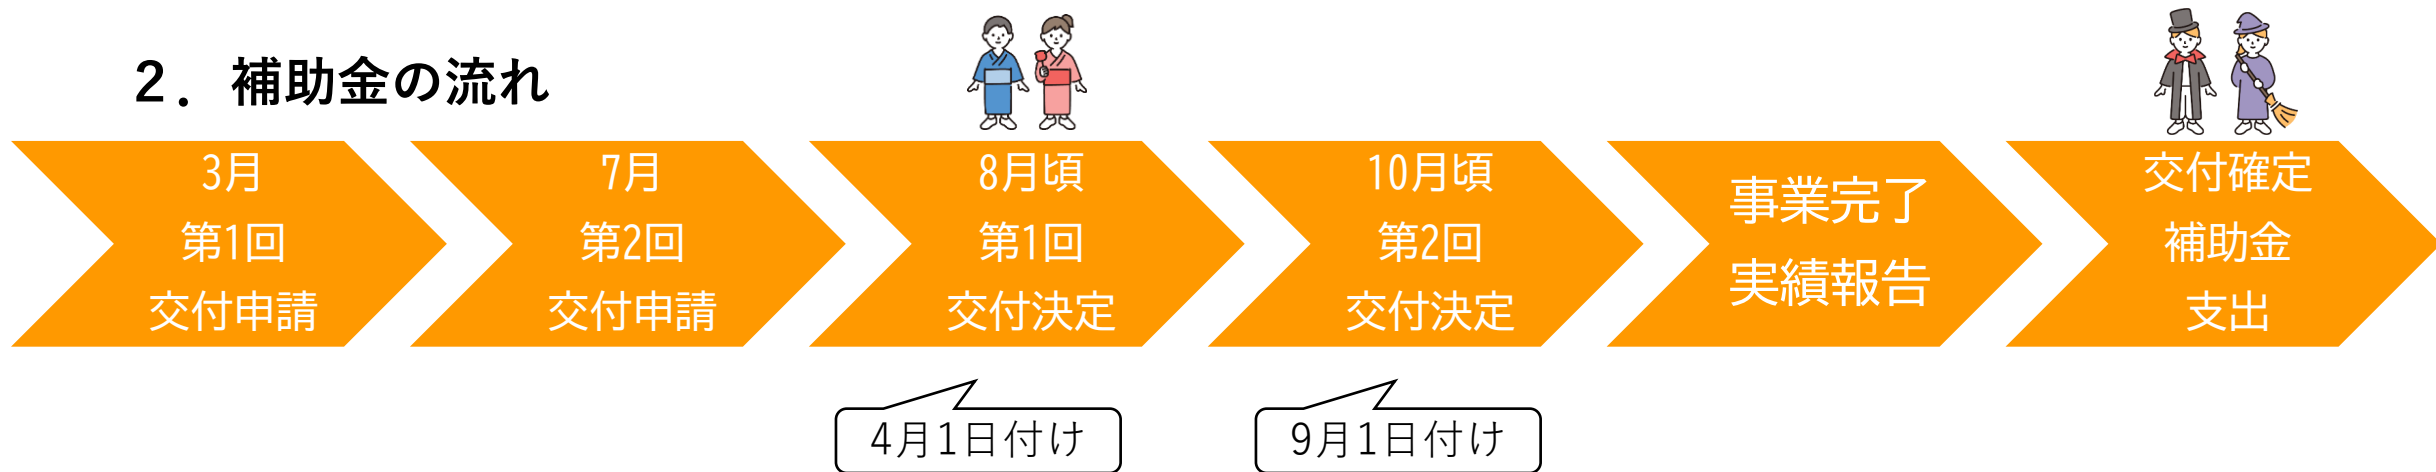 ２．補助金の流れ
3月
第1回
交付申請
7月
第2回
交付申請
8月頃
第1回
交付決定
10月頃
第2回
交付決定
事業完了
実績報告
交付確定
補助金
支出
4月1日付け
9月1日付け